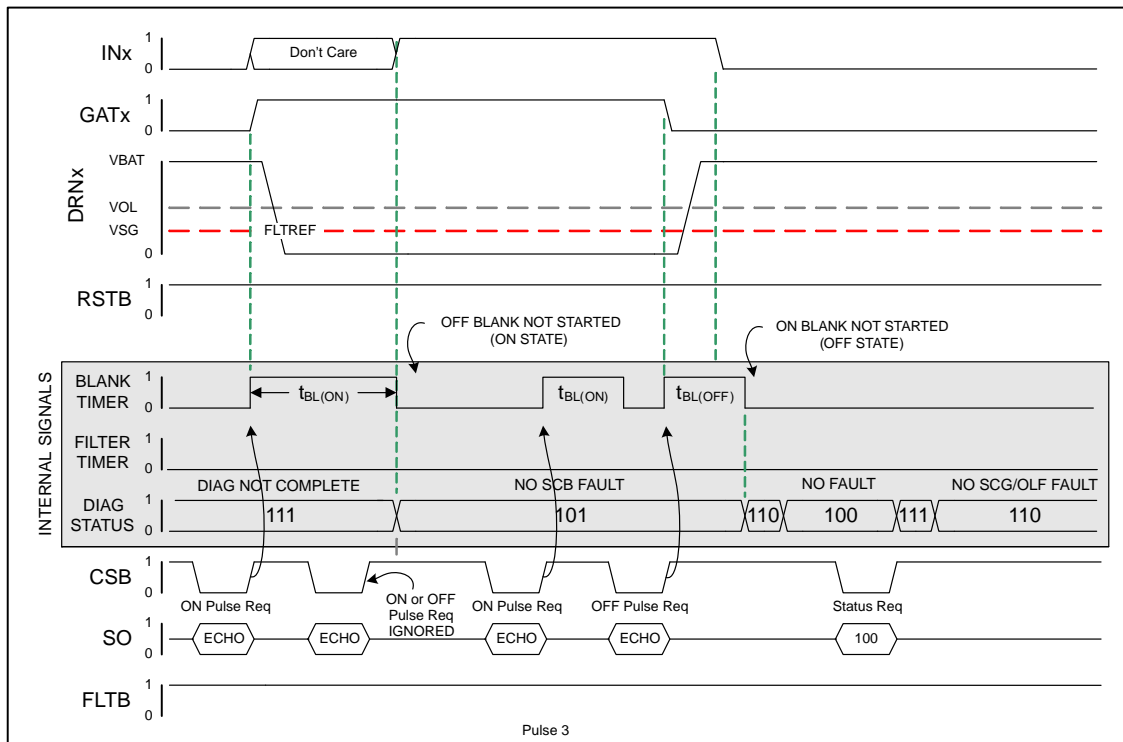 INx
1
0
Don't Care
GATx
1
0
DRNx
VBAT
VOL
VSG
FLTREF
0
RSTB
1
0
OFF BLANK NOT STARTED
(ON STATE)
ON BLANK NOT STARTED
(OFF STATE)
INTERNAL SIGNALS
BLANK
TIMER
1
0
tBL(ON)
tBL(ON)
tBL(OFF)
FILTER
TIMER
1
0
DIAG NOT COMPLETE
NO SCB FAULT
NO FAULT
NO SCG/OLF FAULT
DIAG
STATUS
1
0
111
101
110
100
111
110
CSB
1
0
ON Pulse Req
ON or OFF
Pulse Req
IGNORED
ON Pulse Req
OFF Pulse Req
Status Req
SO
1
0
ECHO
ECHO
ECHO
ECHO
100
FLTB
1
0
Pulse 3